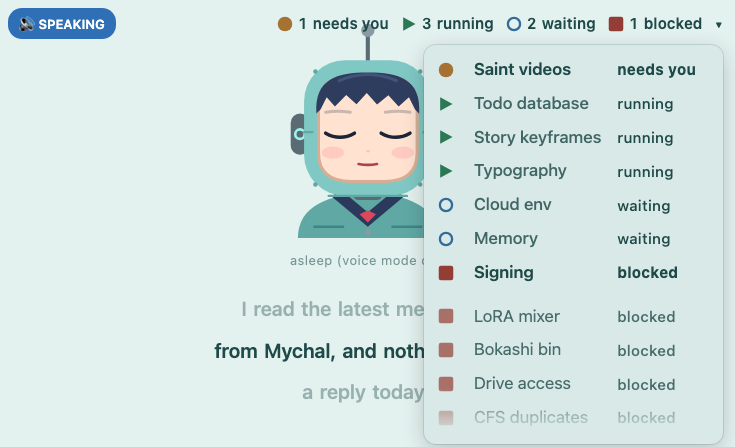 SPEAKING
1 needs you 3 running 2 waiting 1 blocked
Saint videos needs you
Todo database running
Story keyframes running
Typography running
Cloud env waiting
Memory waiting
Signing blocked
LoRA mixer blocked
Bokashi bin blocked
Drive access blocked
CFS duplicates blocked
asleep (voice mode
I read the latest
from Mychal, and
a reply today